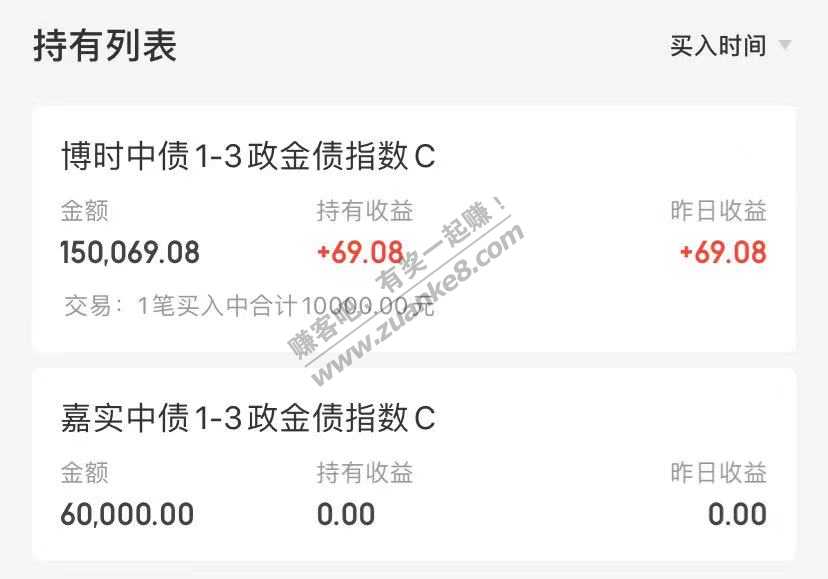 持有列表 买入时间
博时中债1-3政金债指数C
金额 持有收益 昨日收益
150,069.08 +69.08 +69.08
交易：1笔买入中合计10000.00元
赚客吧，有奖一起赚！
www.zuanke8.com
嘉实中债1-3政金债指数C
金额 持有收益 昨日收益
60,000.00 0.00 0.00